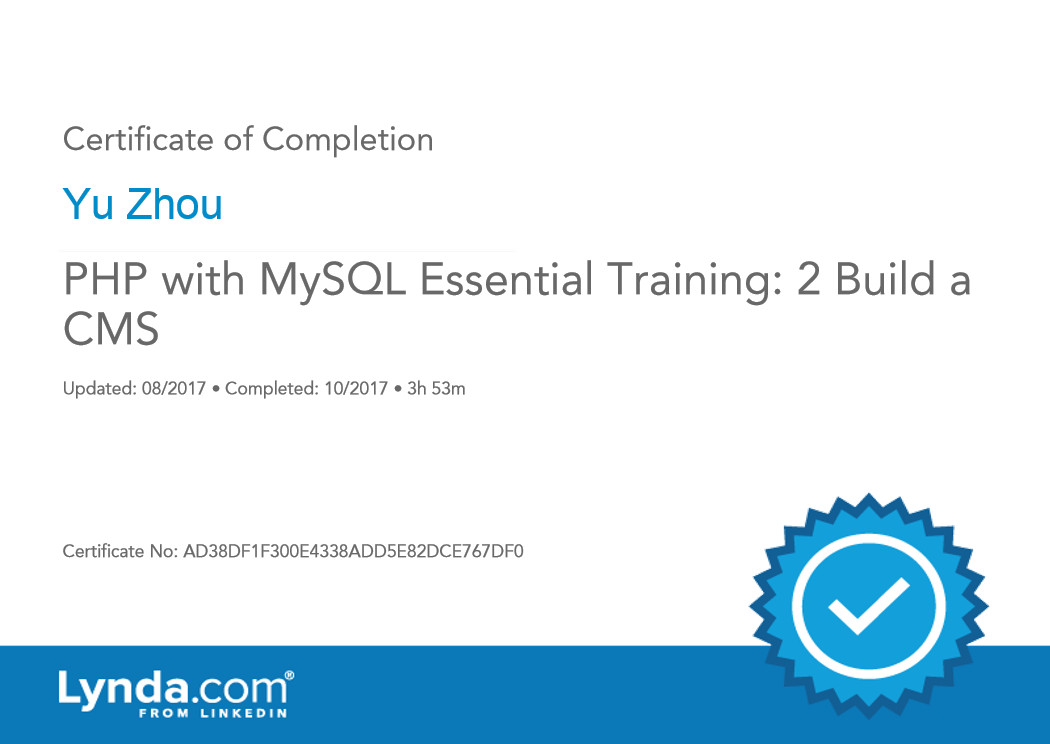 Certificate of Completion
Yu Zhou
PHP with MySQL Essential Training: 2 Build a
CMS
Updated: 08/2017 • Completed: 10/2017 • 3h 53m
Certificate No: AD38DF1F300E4338ADD5E82DCE767DF0
Lynda.com®
FROM LINKEDIN